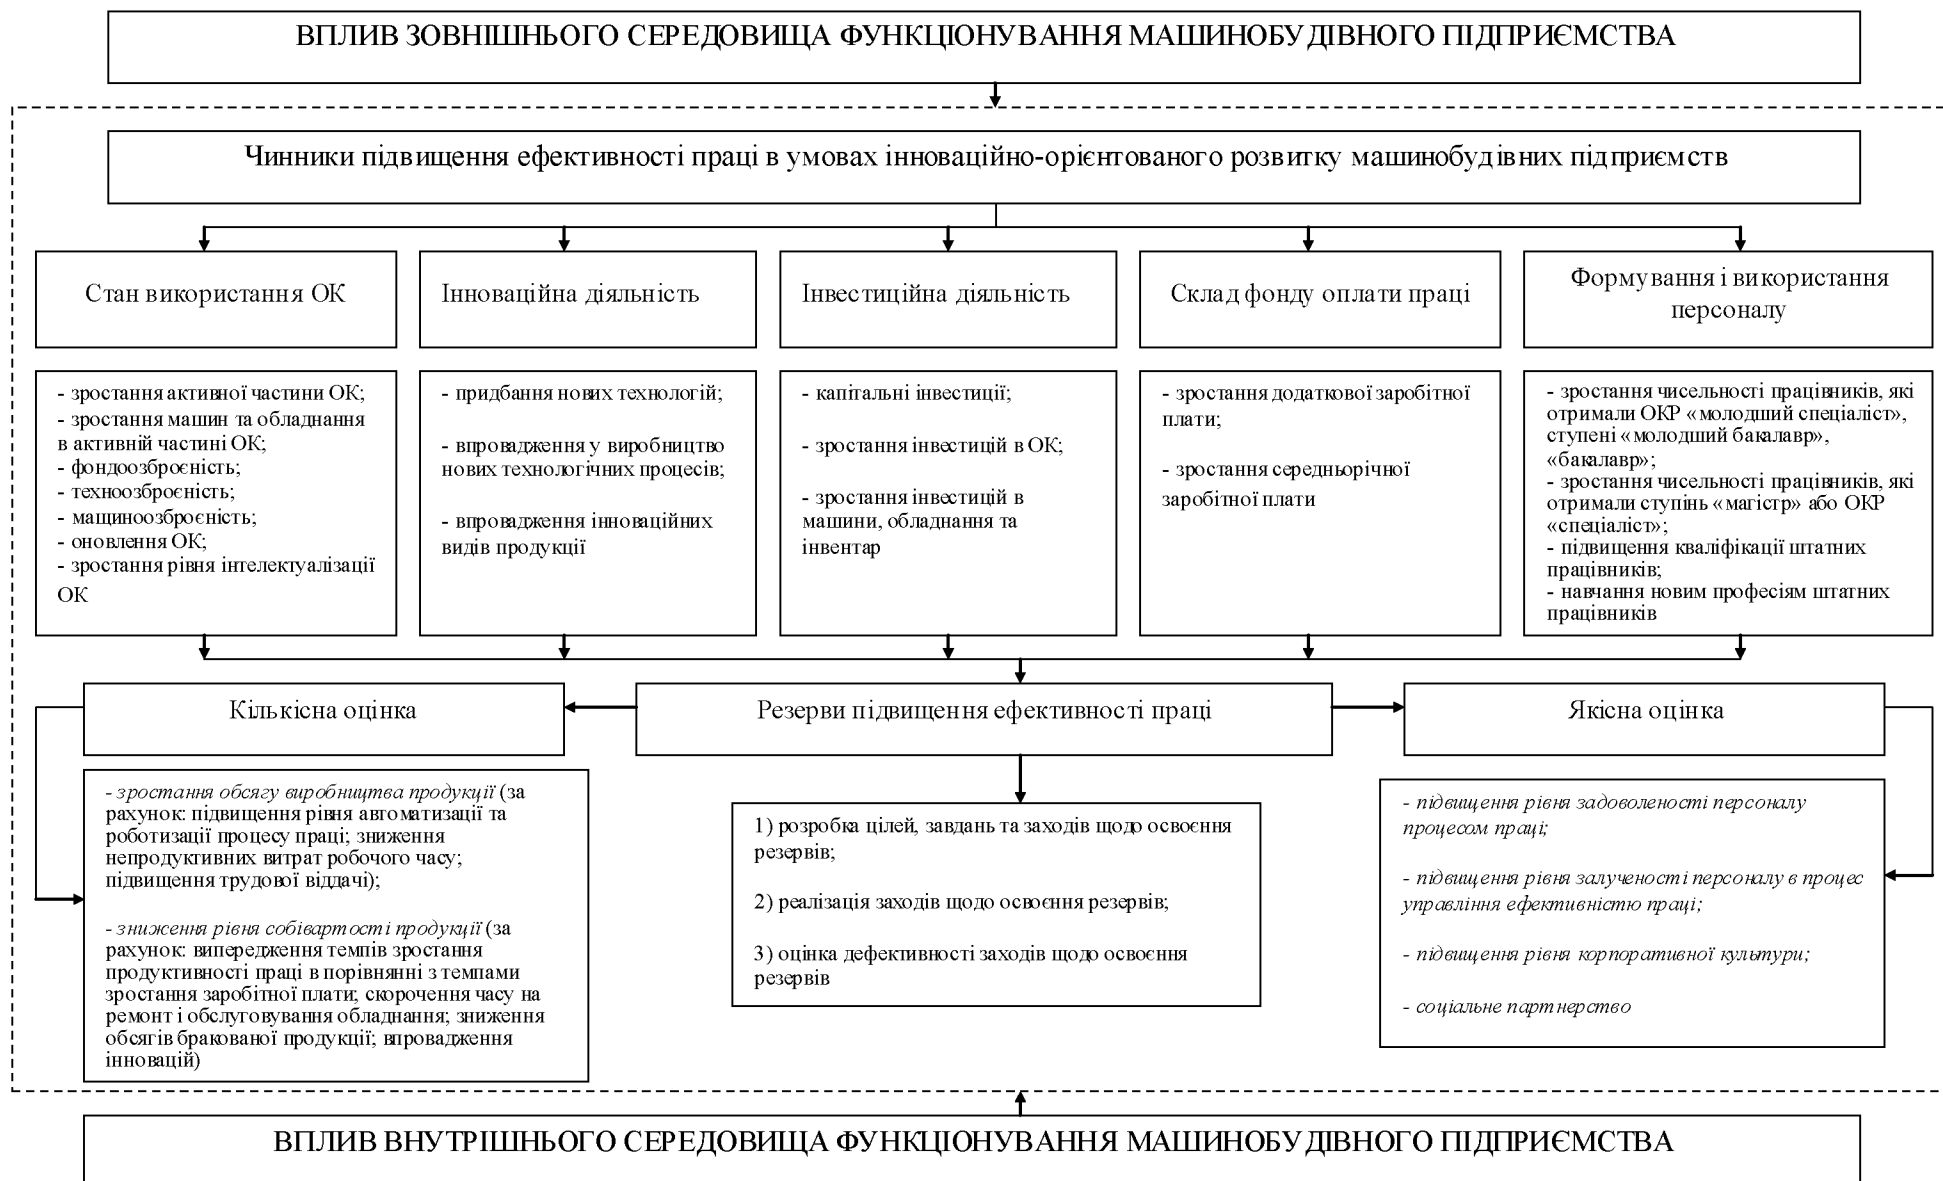 ВПЛИВ ЗОВНІШНЬОГО СЕРЕДОВИЩА ФУНКЦІОНУВАННЯ МАШИНОБУДІВНОГО ПІДПРИЄМСТВА
Чинники підвищення ефективності праці в умовах інноваційно-орієнтованого розвитку машинобудівних підприємств
Стан використання ОК
Інноваційна діяльність
Інвестиційна діяльність
Склад фонду оплати праці
Формування і використання
персоналу
- зростання активної частини ОК;
- зростання машин та обладнання
в активній частині ОК;
- фондоозброєність;
- техноозброєність;
- мащиноозброєність;
- оновлення ОК;
- зростання рівня інтелектуалізації
ОК
- придбання нових технологій;
- впровадження у виробництво
нових технологічних процесів;
- впровадження інноваційних
видів продукції
- капітальні інвестиції;
- зростання інвестицій в ОК;
- зростання інвестицій в
машини, обладнання та
інвентар
- зростання додаткової заробітної
плати;
- зростання середньорічної
заробітної плати
- зростання чисельності працівників, які
отримали ОКР «молодший спеціаліст»,
ступені «молодший бакалавр»,
«бакалавр»;
- зростання чисельності працівників, які
отримали ступінь «магістр» або ОКР
«спеціаліст»;
- підвищення кваліфікації штатних
працівників;
- навчання новим професіям штатних
працівників
Кількісна оцінка
Резерви підвищення ефективності праці
Якісна оцінка
- зростання обсягу виробництва продукції (за
рахунок: підвищення рівня автоматизації та
роботизації процесу праці; зниження
непродуктивних витрат робочого часу;
підвищення трудової віддачі);
- зниження рівня собівартості продукції (за
рахунок: випередження темпів зростання
продуктивності праці в порівнянні з темпами
зростання заробітної плати; скорочення часу на
ремонт і обслуговування обладнання; зниження
обсягів бракованої продукції; впровадження
інновацій)
1) розробка цілей, завдань та заходів щодо освоєння
резервів;
2) реалізація заходів щодо освоєння резервів;
3) оцінка дефективності заходів щодо освоєння
резервів
- підвищення рівня задоволеності персоналу
процесом праці;
- підвищення рівня залученості персоналу в процес
управління ефективністю праці;
- підвищення рівня корпоративної культури;
- соціальне партнерство
ВПЛИВ ВНУТРІШНЬОГО СЕРЕДОВИЩА ФУНКЦІОНУВАННЯ МАШИНОБУДІВНОГО ПІДПРИЄМСТВА